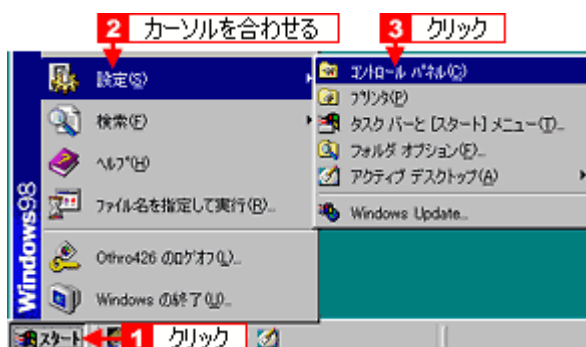 2 カーソルを合わせる
3 クリック
設定(S)
検索(F)
ヘルプ(H)
ファイル名を指定して実行(R)...
Othro426 のログオフ(L)...
Windows の終了(U)...
Windows98
コントロール パネル(C)
プリンタ(P)
タスク バーと [スタート] メニュー(T)...
フォルダ オプション(F)...
アクティブ デスクトップ(A)
Windows Update...
スタート
1 クリック